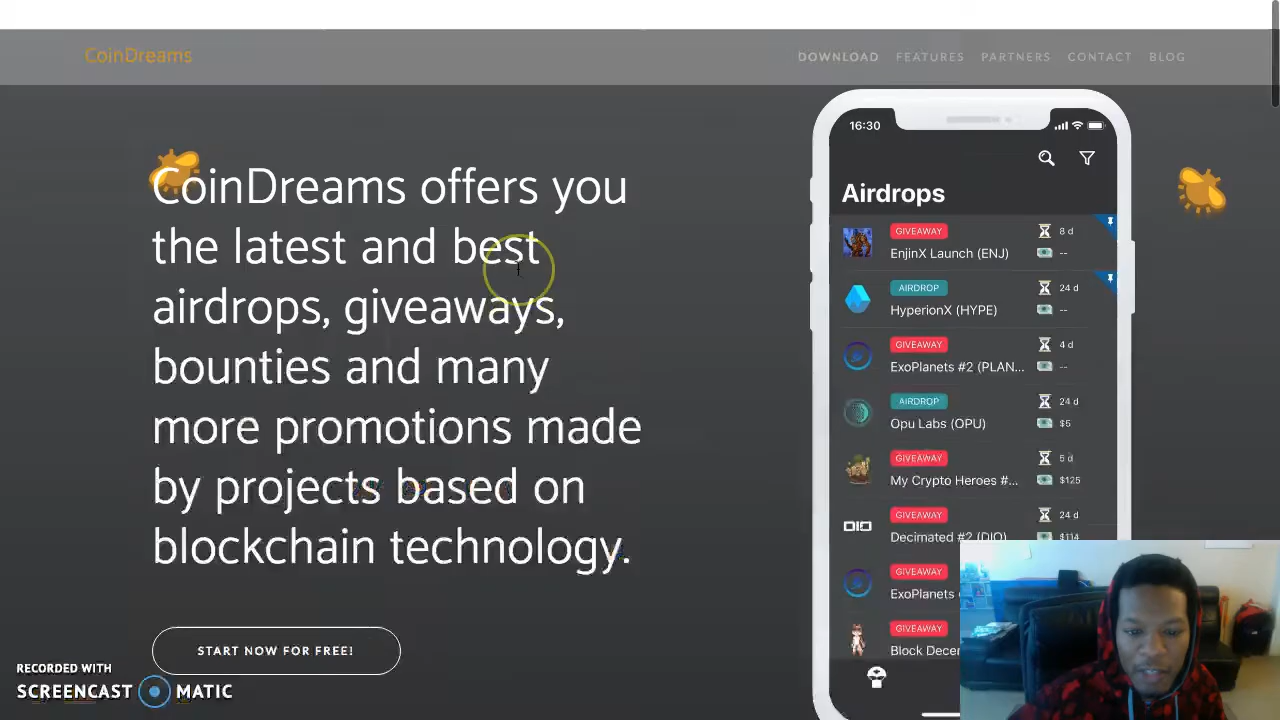 CoinDreams
DOWNLOAD FEATURES PARTNERS CONTACT BLOG
CoinDreams offers you
the latest and best
airdrops, giveaways,
bounties and many
more promotions made
by projects based on
blockchain technology.
START NOW FOR FREE!
16:30
Airdrops
GIVEAWAY 8 d
EnjinX Launch (ENJ) --
AIRDROP 24 d
HyperionX (HYPE) --
GIVEAWAY 4 d
ExoPlanets #2 (PLAN... --
AIRDROP 24 d
Opu Labs (OPU) $5
GIVEAWAY 5 d
My Crypto Heroes #... $125
GIVEAWAY 24 d
Decimated #2 (DIO) $114
GIVEAWAY
ExoPlanets
GIVEAWAY
Block Dece
RECORDED WITH
SCREENCAST MATIC